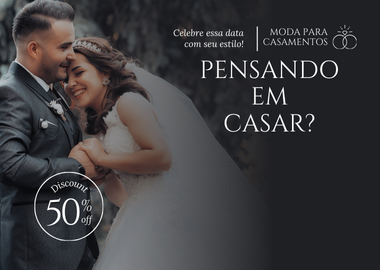 Celebre essa data
com seu estilo!
MODA PARA
CASAMENTOS
PENSANDO
EM
CASAR?
Discount
50%
off